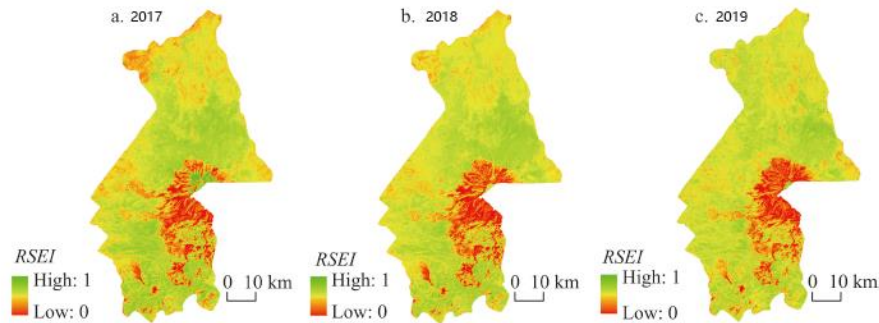 a. 2017
b. 2018
c. 2019
RSEI
High: 1
Low: 0
0 10 km
RSEI
High: 1
Low: 0
0 10 km
RSEI
High: 1
Low: 0
0 10 km